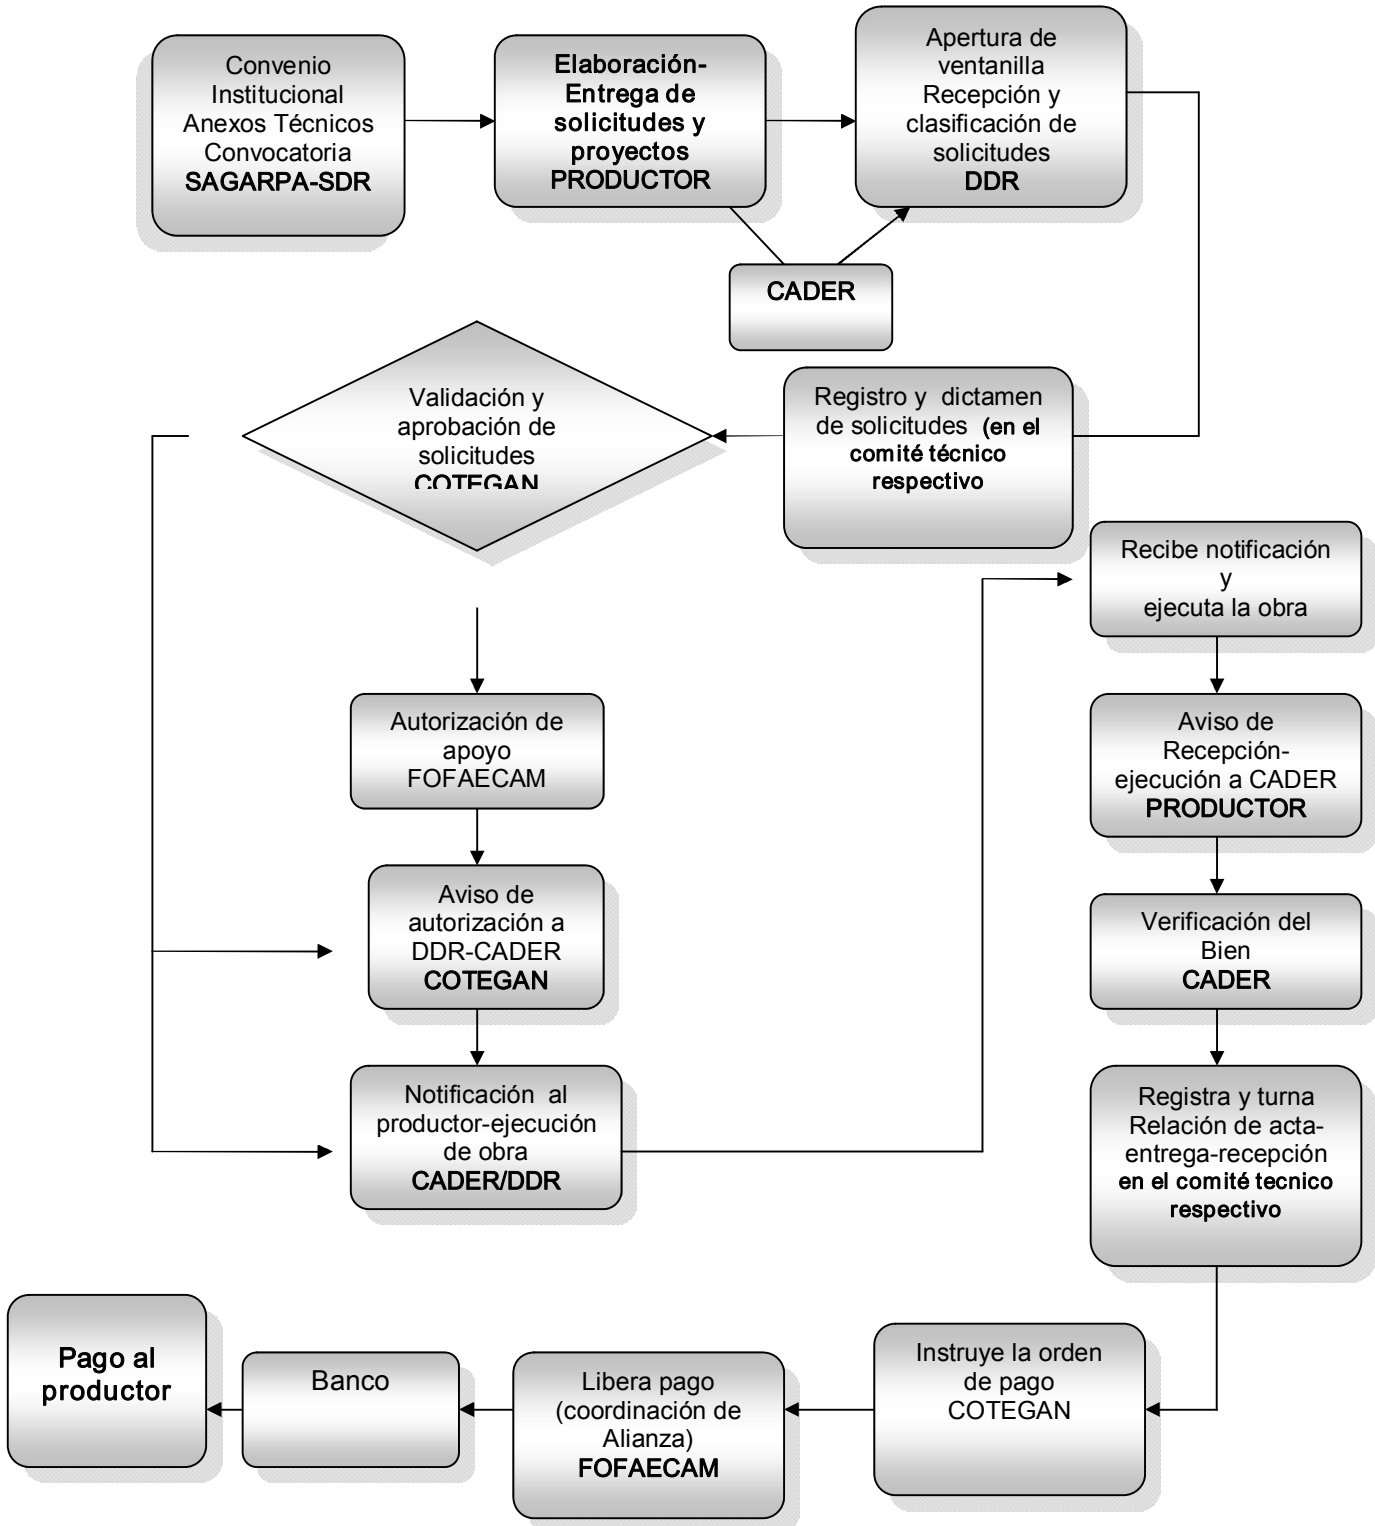 Convenio
Institucional
Anexos Técnicos
Convocatoria
SAGARPA-SDR
Elaboración-
Entrega de
solicitudes y
proyectos
PRODUCTOR
Apertura de
ventanilla
Recepción y
clasificación de
solicitudes
DDR
CADER
Validación y
aprobación de
solicitudes
COTEGAN
Registro y dictamen
de solicitudes (en el
comité técnico
respectivo
Recibe notificación
y
ejecuta la obra
Autorización de
apoyo
FOFAECAM
Aviso de
Recepción-
ejecución a CADER
PRODUCTOR
Aviso de
autorización a
DDR-CADER
COTEGAN
Verificación del
Bien
CADER
Notificación al
productor-ejecución
de obra
CADER/DDR
Registra y turna
Relación de acta-
entrega-recepción
en el comité tecnico
respectivo
Pago al
productor
Banco
Libera pago
(coordinación de
Alianza)
FOFAECAM
Instruye la orden
de pago
COTEGAN